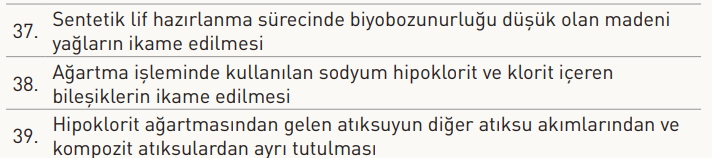 37. Sentetik lif hazırlanma sürecinde biyobozunurluğu düşük olan madeni
yağların ikame edilmesi
38. Ağartma işleminde kullanılan sodyum hipoklorit ve klorit içeren
bileşiklerin ikame edilmesi
39. Hipoklorit ağartmasından gelen atıksuyun diğer atıksu akımlarından ve
kompozit atıksulardan ayrı tutulması